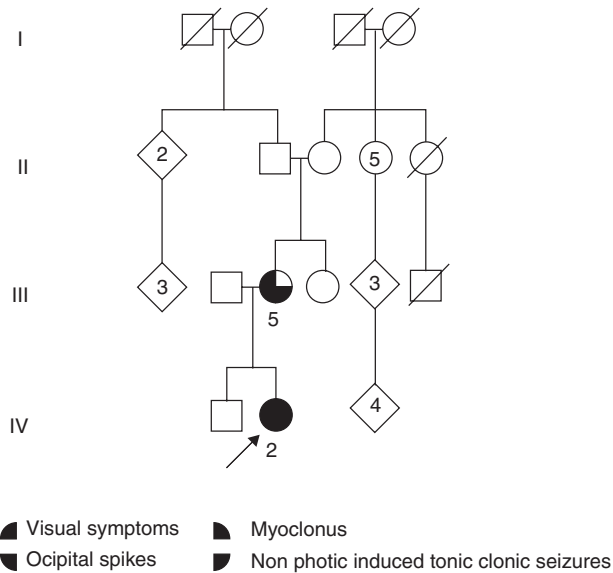 I
II
2
5
III
3
3
5
IV
4
2
Visual symptoms
Myoclonus
Ocipital spikes
Non photic induced tonic clonic seizures